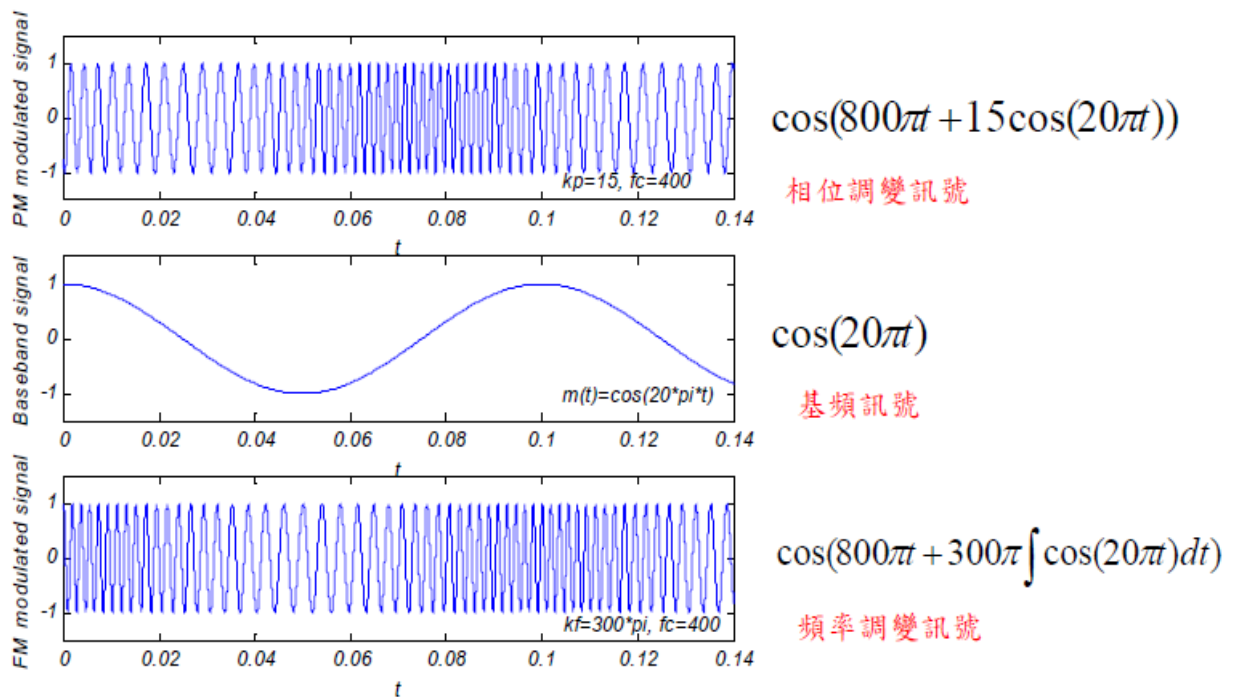 PM modulated signal
1
0
-1
kp=15, fc=400
0 0.02 0.04 0.06 0.08 0.1 0.12 0.14
t
cos(800πt +15cos(20πt))
相位調變訊號
Baseband signal
1
0
-1
m(t)=cos(20*pi*t)
0 0.02 0.04 0.06 0.08 0.1 0.12 0.14
t
cos(20πt)
基頻訊號
FM modulated signal
1
0
-1
kf=300*pi, fc=400
0 0.02 0.04 0.06 0.08 0.1 0.12 0.14
t
cos(800πt +300π∫cos(20πt)dt)
頻率調變訊號